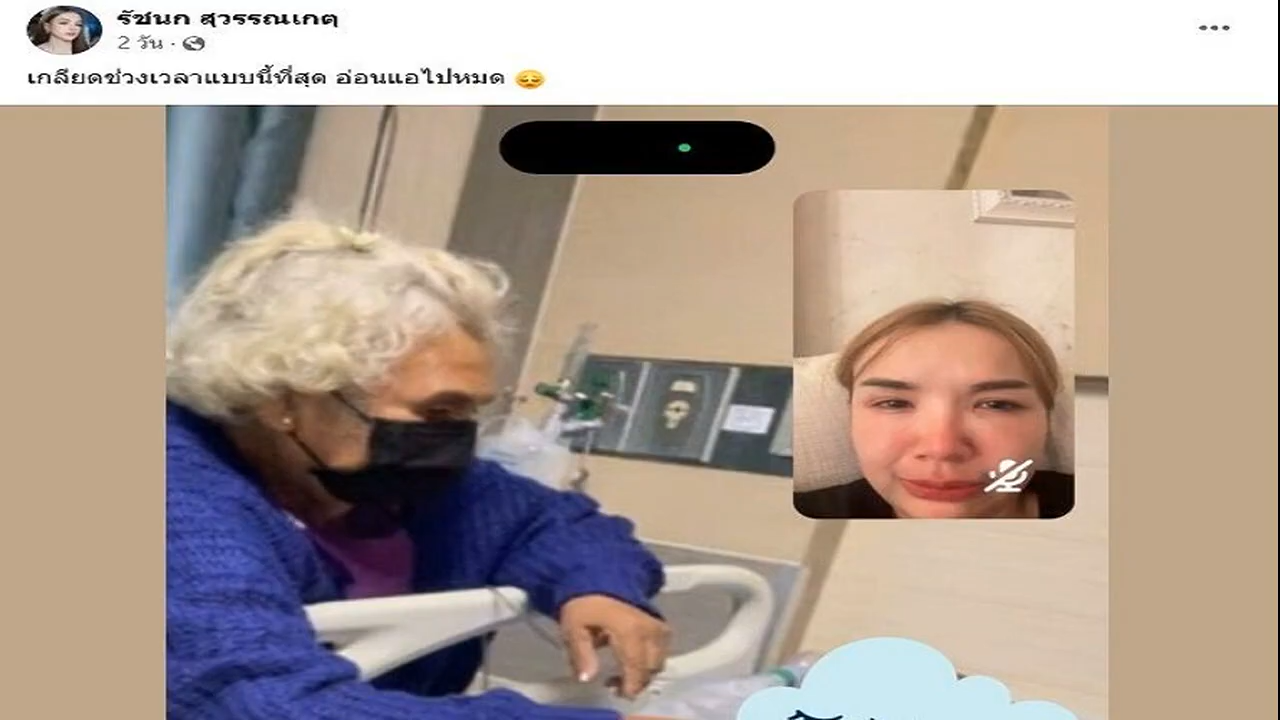 รัชนก สุวรรณเกตุ
2 วัน ·
เกลียดช่วงเวลาแบบนี้ที่สุด อ่อนแอไปหมด 😔